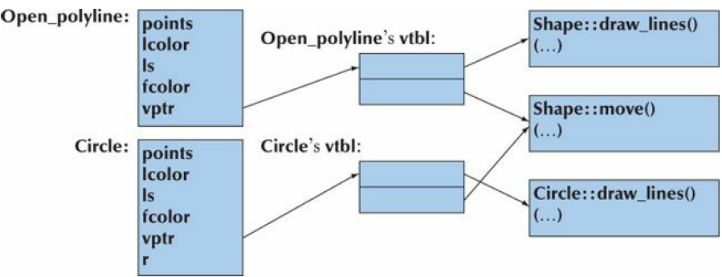 Open_polyline:
points
lcolor
ls
fcolor
vptr
Open_polyline's vtbl:
Shape::draw_lines()
(...)
Shape::move()
(...)
Circle:
points
lcolor
ls
fcolor
vptr
r
Circle's vtbl:
Circle::draw_lines()
(...)